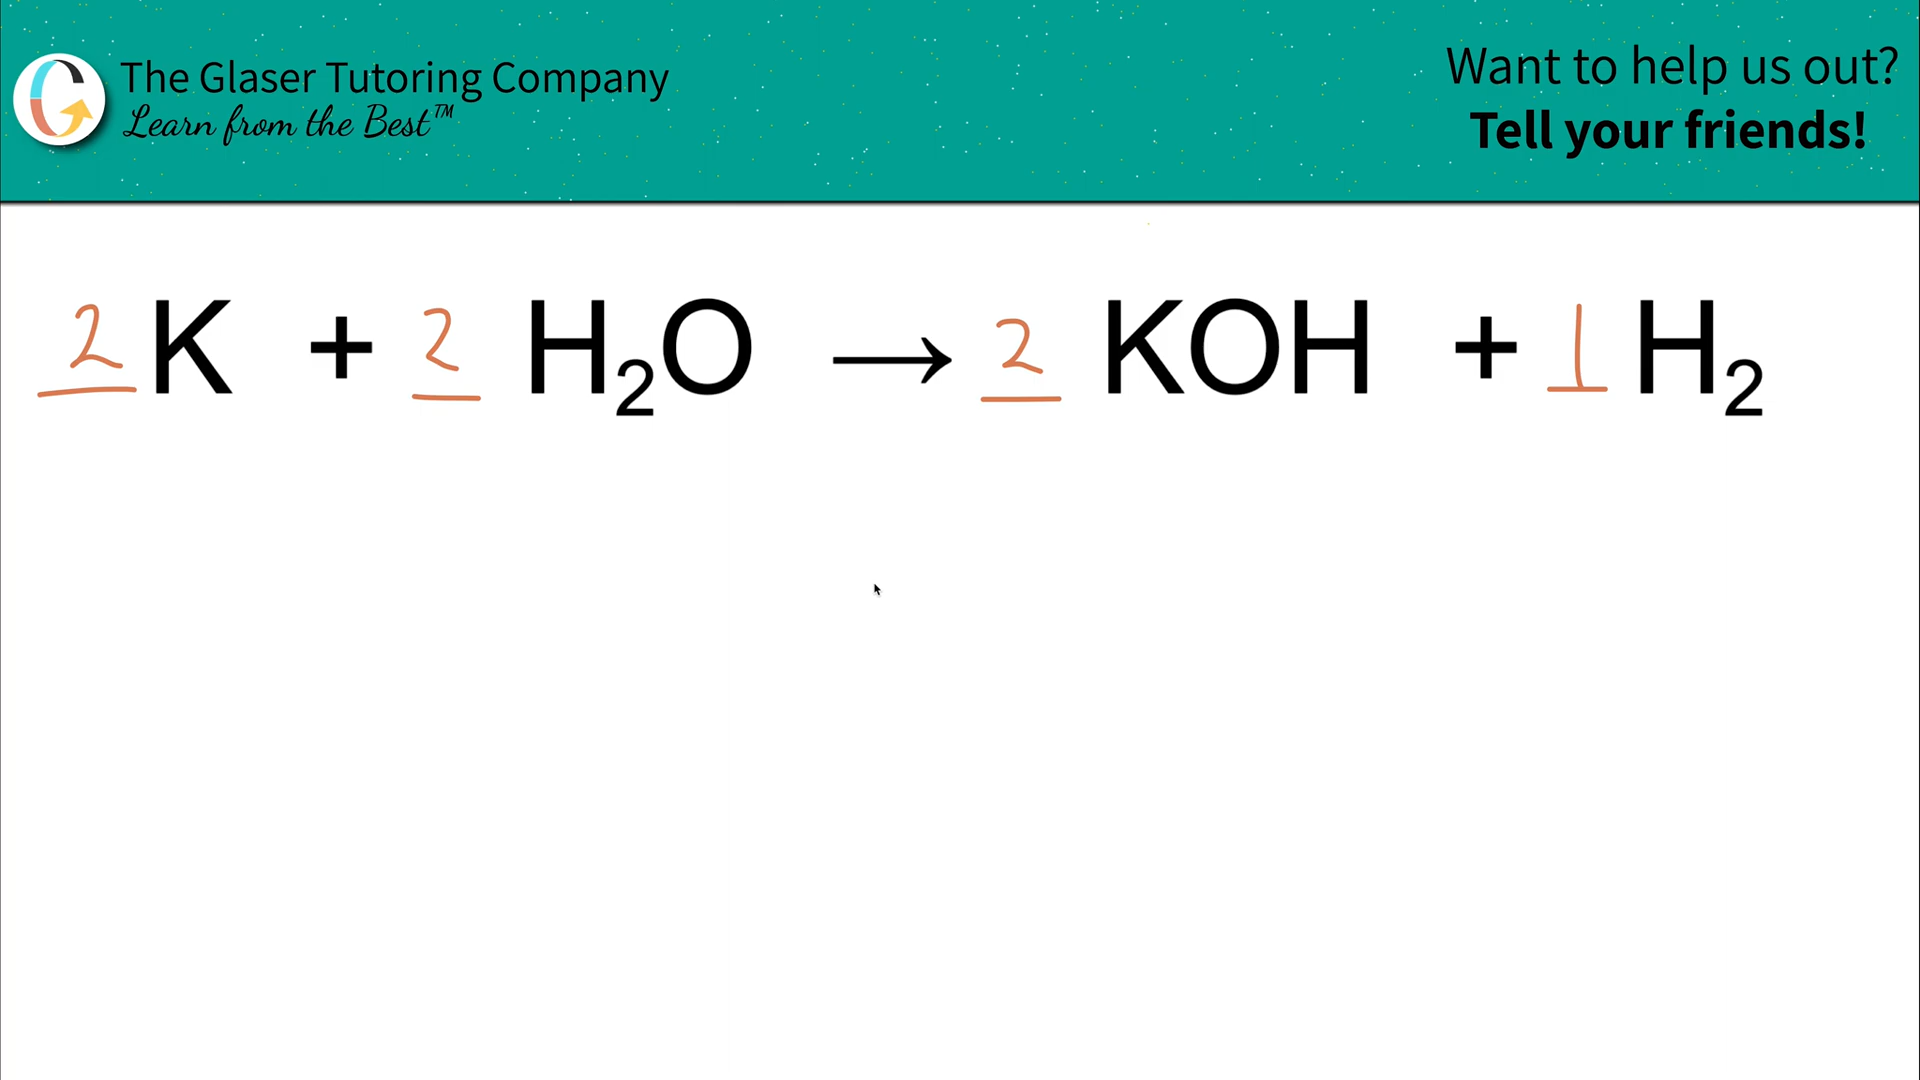 The Glaser Tutoring Company
Learn from the Best™
Want to help us out?
Tell your friends!
2 K + 2 H₂O → 2 KOH + 1 H₂